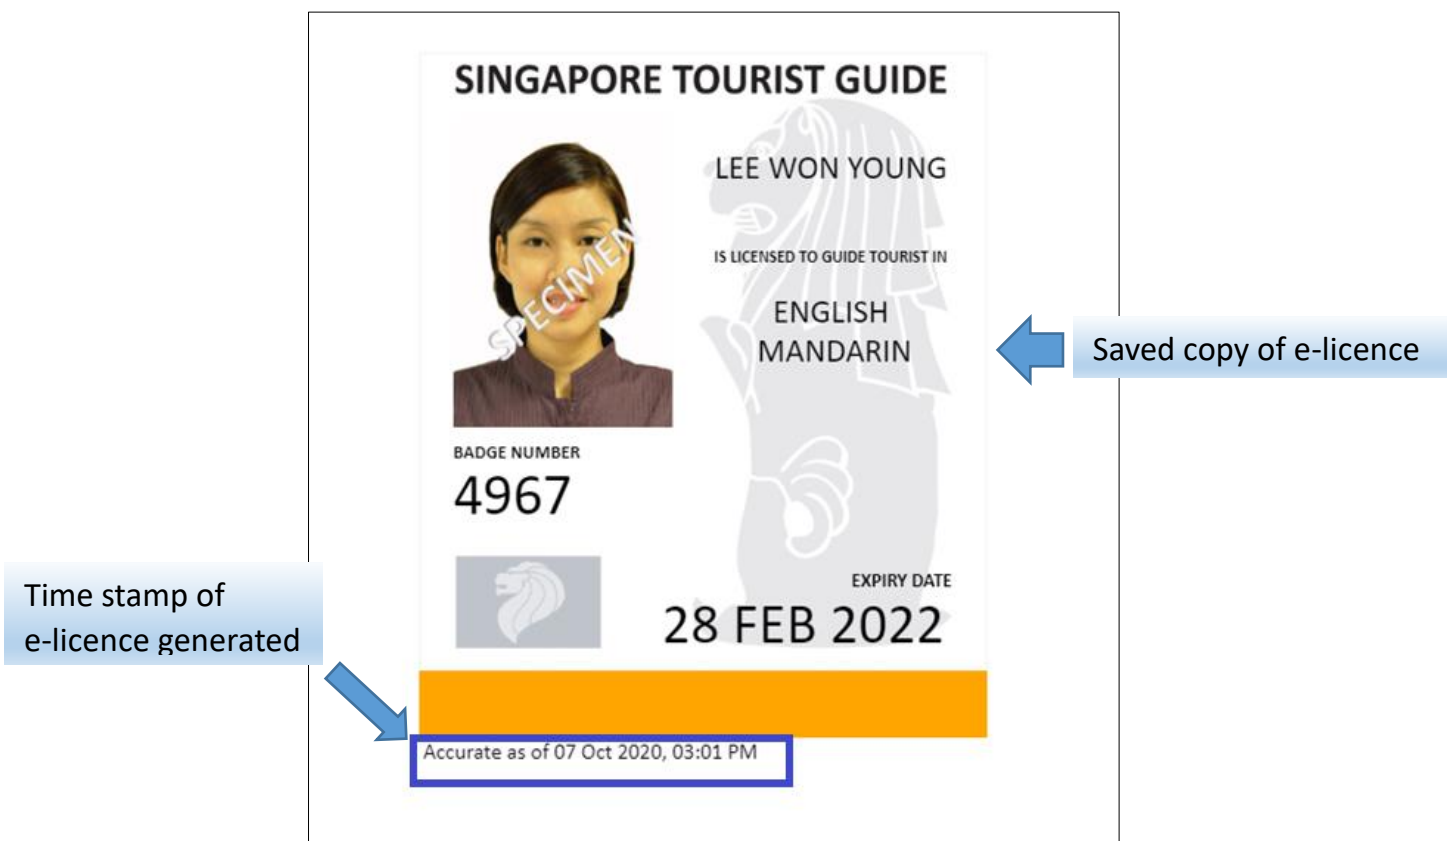 SINGAPORE TOURIST GUIDE
LEE WON YOUNG
IS LICENSED TO GUIDE TOURIST IN
ENGLISH
MANDARIN
SPECIMEN
BADGE NUMBER
4967
EXPIRY DATE
28 FEB 2022
Accurate as of 07 Oct 2020, 03:01 PM
Saved copy of e-licence
Time stamp of
e-licence generated